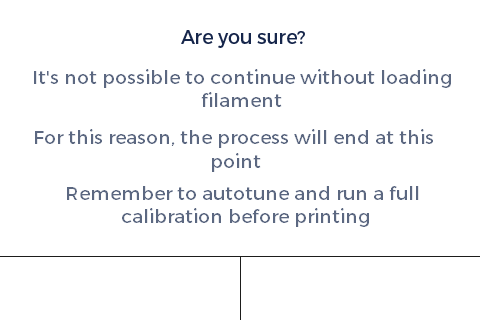 Are you sure?
It's not possible to continue without loading
filament
For this reason, the process will end at this
point
Remember to autotune and run a full
calibration before printing